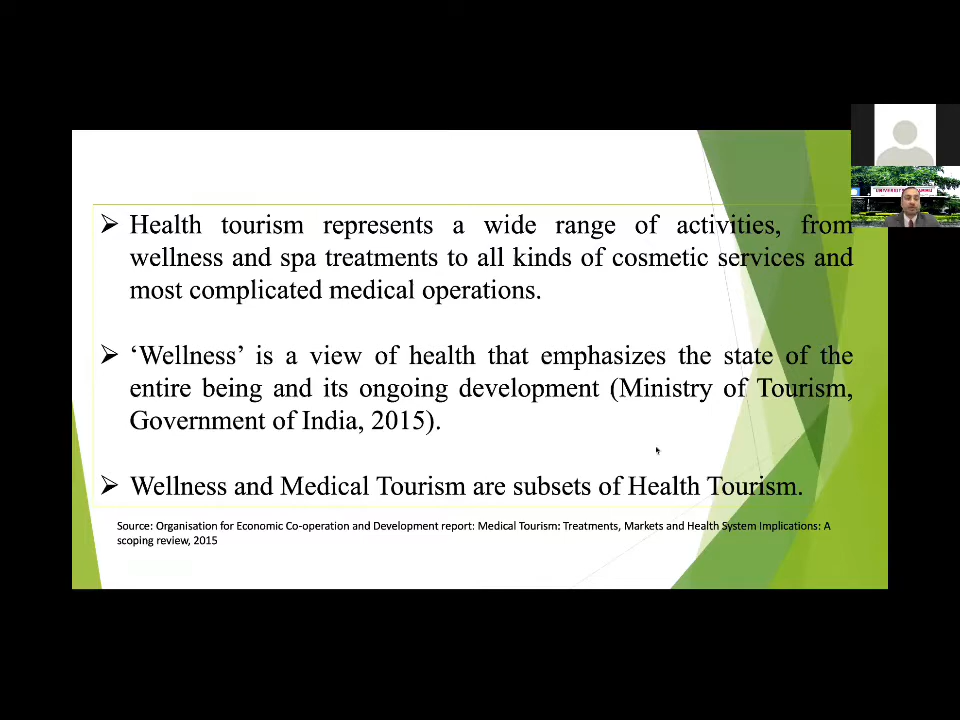 ➢ Health tourism represents a wide range of activities, from
wellness and spa treatments to all kinds of cosmetic services and
most complicated medical operations.
➢ ‘Wellness’ is a view of health that emphasizes the state of the
entire being and its ongoing development (Ministry of Tourism,
Government of India, 2015).
➢ Wellness and Medical Tourism are subsets of Health Tourism.
Source: Organisation for Economic Co-operation and Development report: Medical Tourism: Treatments, Markets and Health System Implications: A
scoping review, 2015